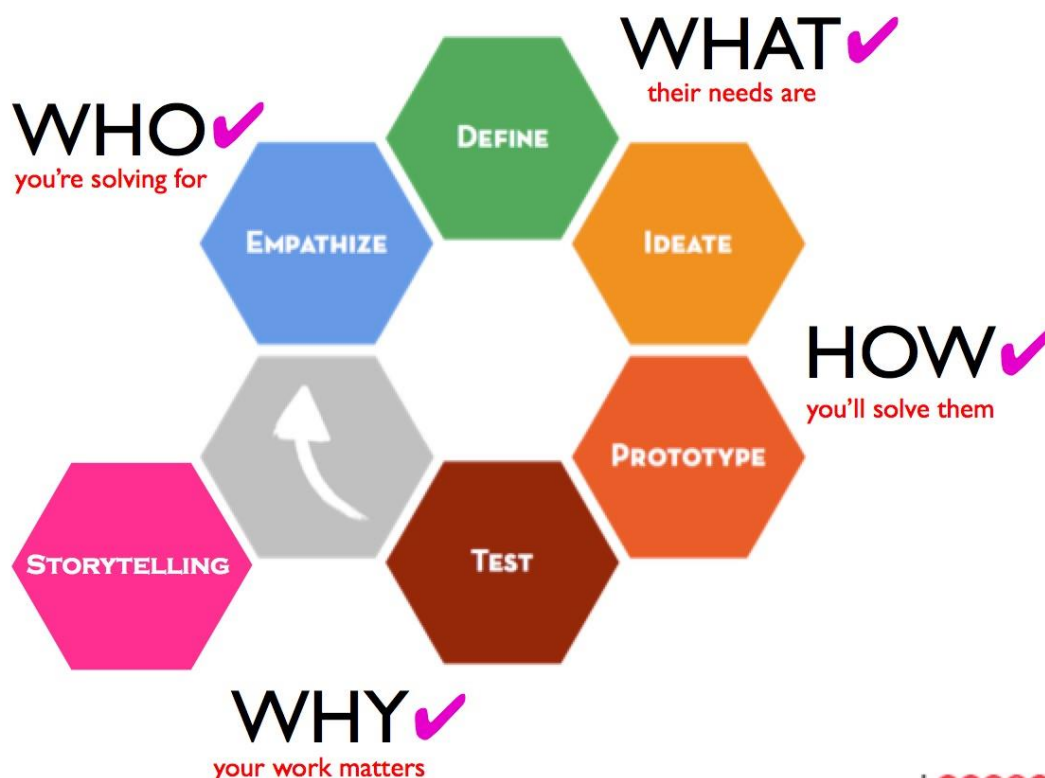 WHAT✔
their needs are
WHO✔
you're solving for
DEFINE
EMPATHIZE
IDEATE
HOW✔
you'll solve them
PROTOTYPE
STORYTELLING
TEST
WHY✔
your work matters